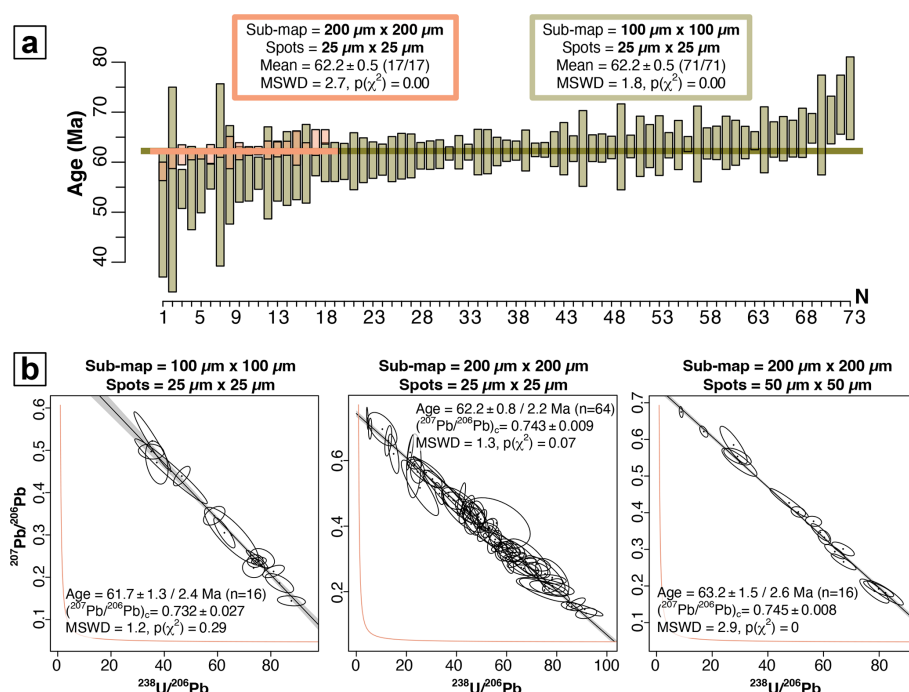 a
Sub-map = 200 µm x 200 µm
Spots = 25 µm x 25 µm
Mean = 62.2 ± 0.5 (17/17)
MSWD = 2.7, p(χ²) = 0.00
Sub-map = 100 µm x 100 µm
Spots = 25 µm x 25 µm
Mean = 62.2 ± 0.5 (71/71)
MSWD = 1.8, p(χ²) = 0.00
Age (Ma)
80
70
60
50
40
N
1 5 9 13 18 23 28 33 38 43 48 53 58 63 68 73
b
Sub-map = 100 µm x 100 µm
Spots = 25 µm x 25 µm
²⁰⁷Pb/²⁰⁶Pb
0.6
0.5
0.4
0.3
0.2
0.1
Age = 61.7 ± 1.3 / 2.4 Ma (n=16)
(²⁰⁷Pb/²⁰⁶Pb)c = 0.732 ± 0.027
MSWD = 1.2, p(χ²) = 0.29
0 20 40 60 80
²³⁸U/²⁰⁶Pb
Sub-map = 200 µm x 200 µm
Spots = 25 µm x 25 µm
Age = 62.2 ± 0.8 / 2.2 Ma (n=64)
(²⁰⁷Pb/²⁰⁶Pb)c = 0.743 ± 0.009
MSWD = 1.3, p(χ²) = 0.07
0.6
0.4
0.2
0 20 40 60 80 100
²³⁸U/²⁰⁶Pb
Sub-map = 200 µm x 200 µm
Spots = 50 µm x 50 µm
0.7
0.6
0.5
0.4
0.3
0.2
0.1
Age = 63.2 ± 1.5 / 2.6 Ma (n=16)
(²⁰⁷Pb/²⁰⁶Pb)c = 0.745 ± 0.008
MSWD = 2.9, p(χ²) = 0
0 20 40 60 80
²³⁸U/²⁰⁶Pb